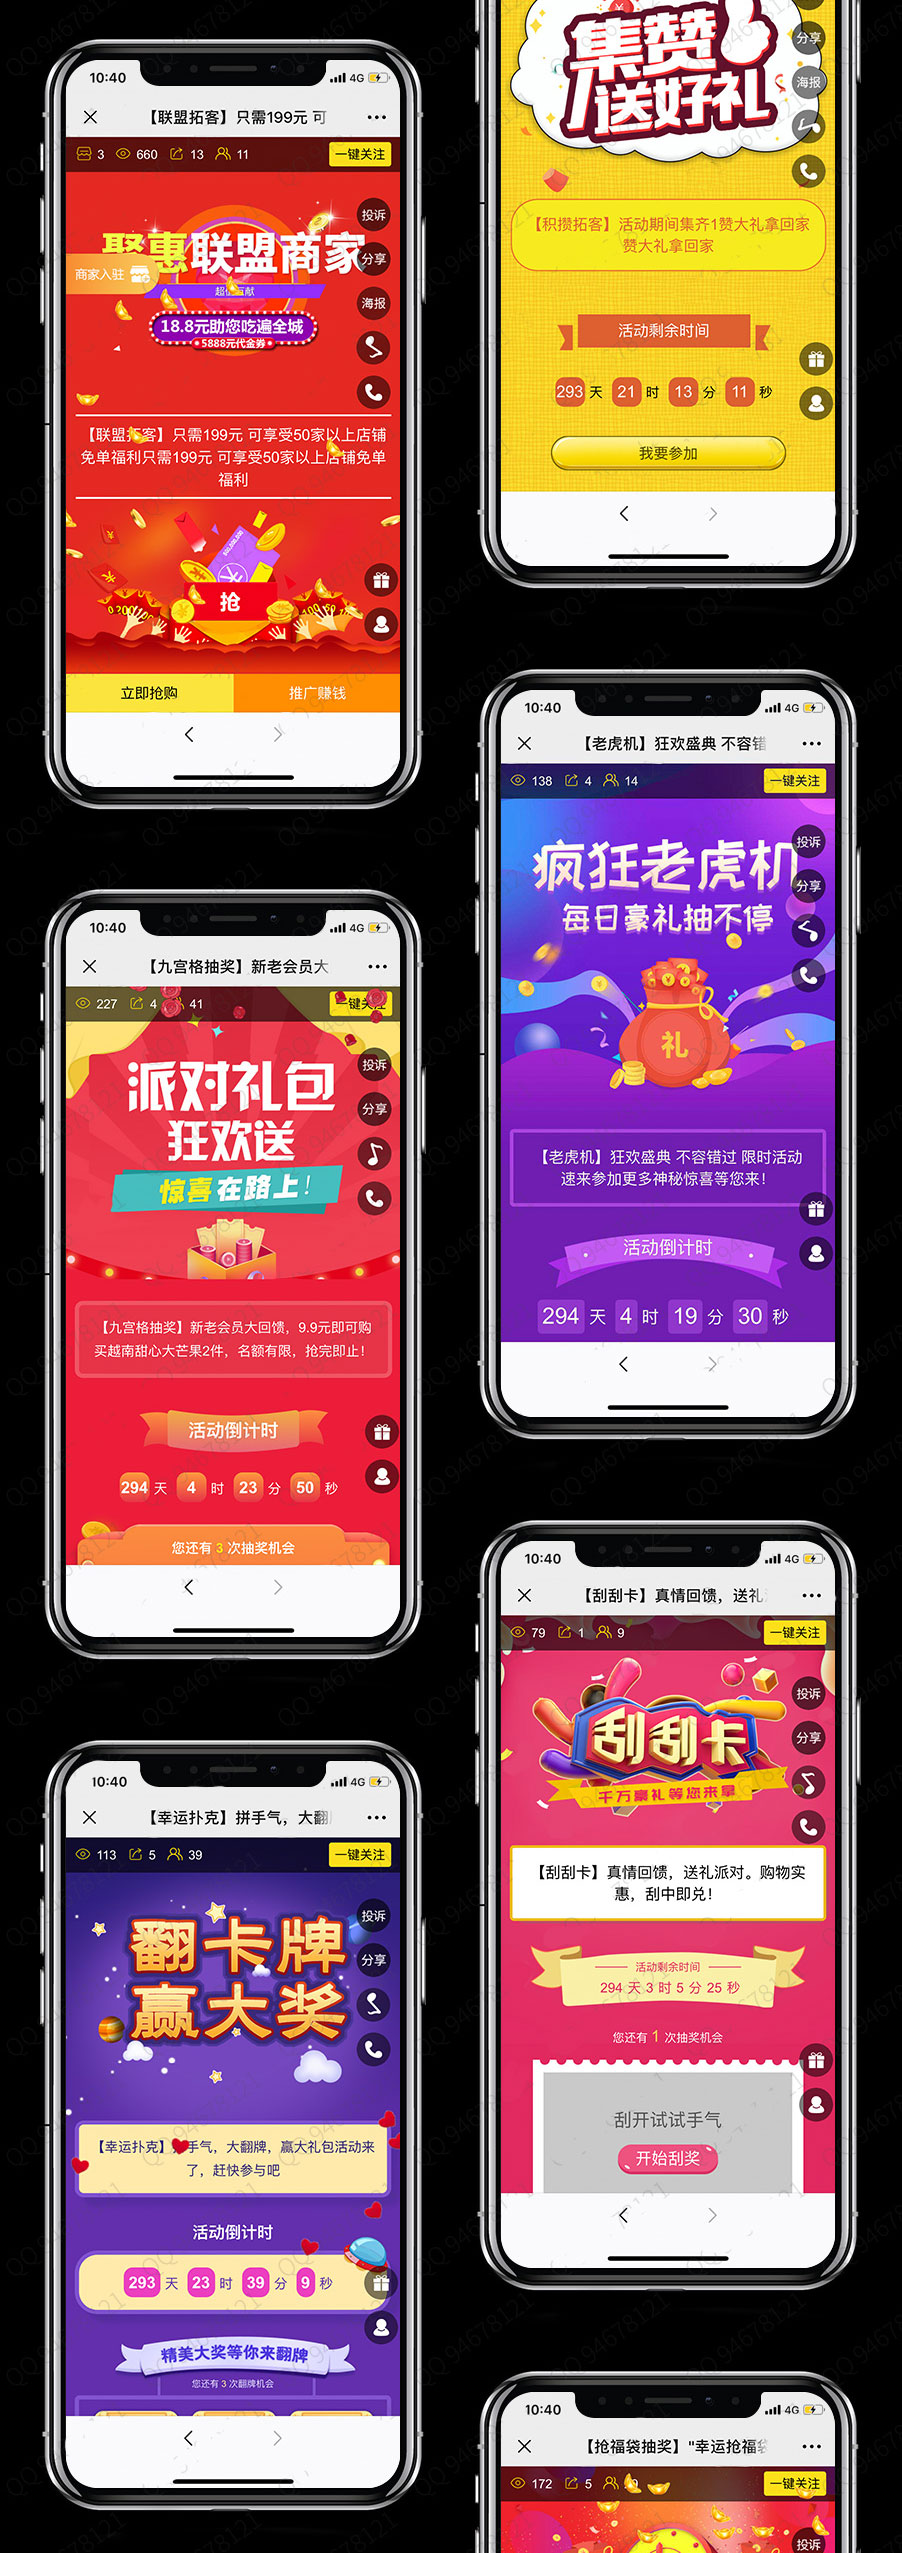 10:40
4G
【联盟拓客】只需199元 可
3
660
13
11
一键关注
投诉
聚惠联盟商家
分享
商家入驻
海报
18.8元助您吃遍全城
5888元代金券
【联盟拓客】只需199元 可享受50家以上店铺
免单福利只需199元 可享受50家以上店铺免单
福利
抢
立即抢购
推广赚钱
10:40
4G
【九宫格抽奖】新老会员大
227
4
41
一键关注
投诉
派对礼包
分享
狂欢送
惊喜在路上！
【九宫格抽奖】新老会员大回馈，9.9元即可购
买越南甜心大芒果2件，名额有限，抢完即止！
活动倒计时
294 天 4 时 23 分 50 秒
您还有 3 次抽奖机会
10:40
4G
【幸运扑克】拼手气，大翻
113
5
39
一键关注
投诉
翻卡牌
分享
赢大奖
【幸运扑克】拼手气，大翻牌，赢大礼包活动来
了，赶快参与吧
活动倒计时
293 天 23 时 39 分 9 秒
精美大奖等你来翻牌
您还有 3 次翻牌机会
集赞
分享
海报
送好礼
【积攒拓客】活动期间集齐1赞大礼拿回家
赞大礼拿回家
活动剩余时间
293 天 21 时 13 分 11 秒
我要参加
10:40
4G
【老虎机】狂欢盛典 不容错
138
4
14
一键关注
投诉
疯狂老虎机
分享
每日豪礼抽不停
礼
【老虎机】狂欢盛典 不容错过 限时活动
速来参加更多神秘惊喜等您来！
活动倒计时
294 天 4 时 19 分 30 秒
10:40
4G
【刮刮卡】真情回馈，送礼
79
1
9
一键关注
投诉
刮刮卡
分享
千万豪礼等您来拿
【刮刮卡】真情回馈，送礼派对。购物实
惠，刮中即兑！
活动剩余时间
294 天 3 时 5 分 25 秒
您还有 1 次抽奖机会
刮开试试手气
开始刮奖
10:40
4G
【抢福袋抽奖】"幸运抢福袋
172
5
一键关注
投诉
QQ 94678121